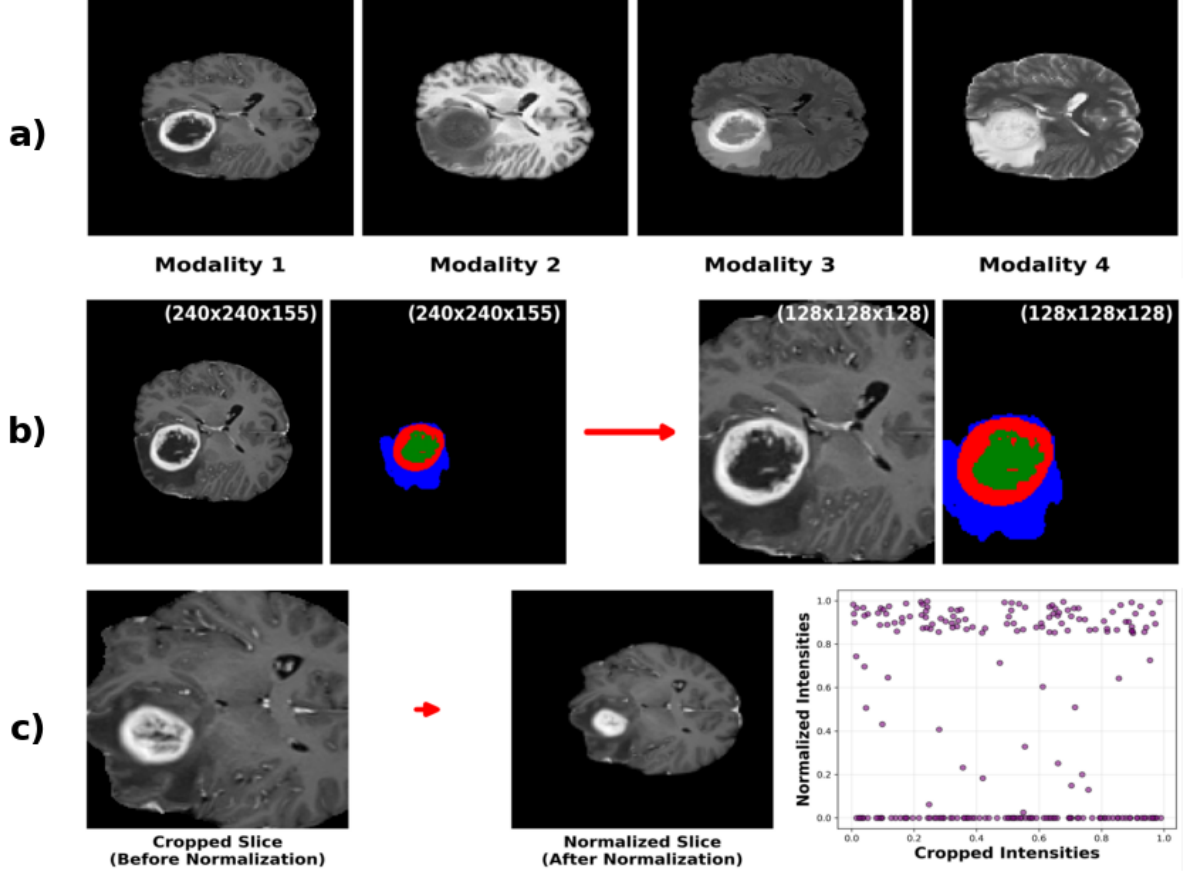 a)
Modality 1
Modality 2
Modality 3
Modality 4
b)
(240x240x155)
(240x240x155)
(128x128x128)
(128x128x128)
c)
Cropped Slice
(Before Normalization)
Normalized Slice
(After Normalization)
Normalized Intensities
1.0
0.8
0.6
0.4
0.2
0.0
0.0
0.2
0.4
0.6
0.8
1.0
Cropped Intensities